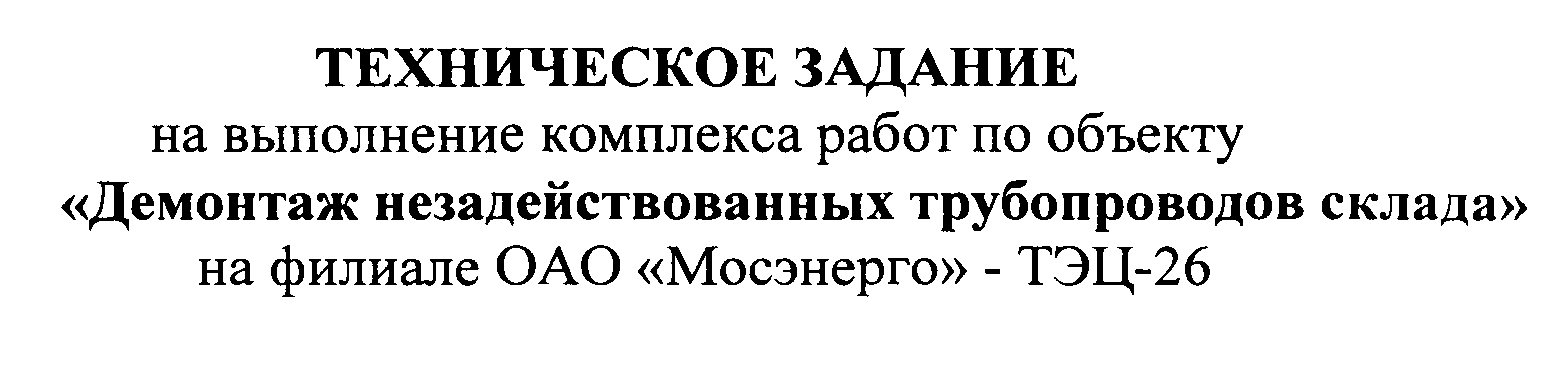 ТЕХНИЧЕСКОЕ ЗАДАНИЕ
на выполнение комплекса работ по объекту
«Демонтаж незадействованных трубопроводов склада»
на филиале ОАО «Мосэнерго» - ТЭЦ-26